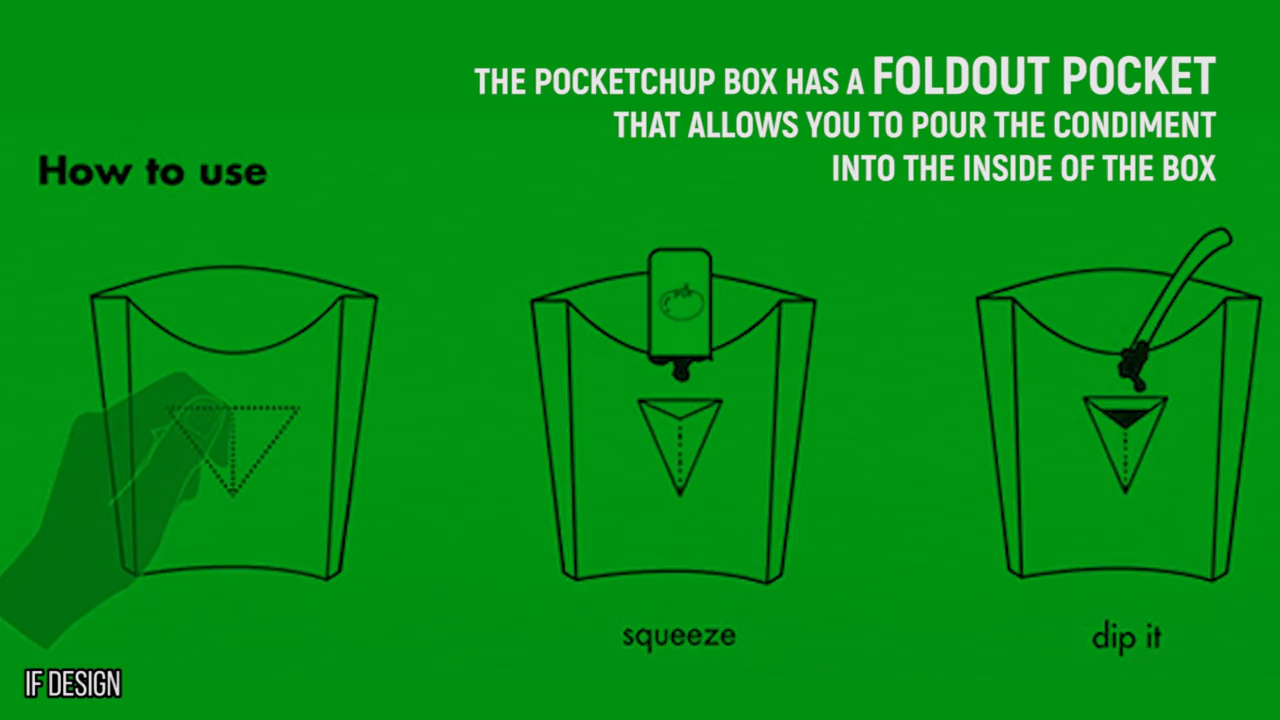 THE POCKETCHUP BOX HAS A FOLDOUT POCKET
THAT ALLOWS YOU TO POUR THE CONDIMENT
INTO THE INSIDE OF THE BOX
How to use
squeeze
dip it
IF DESIGN